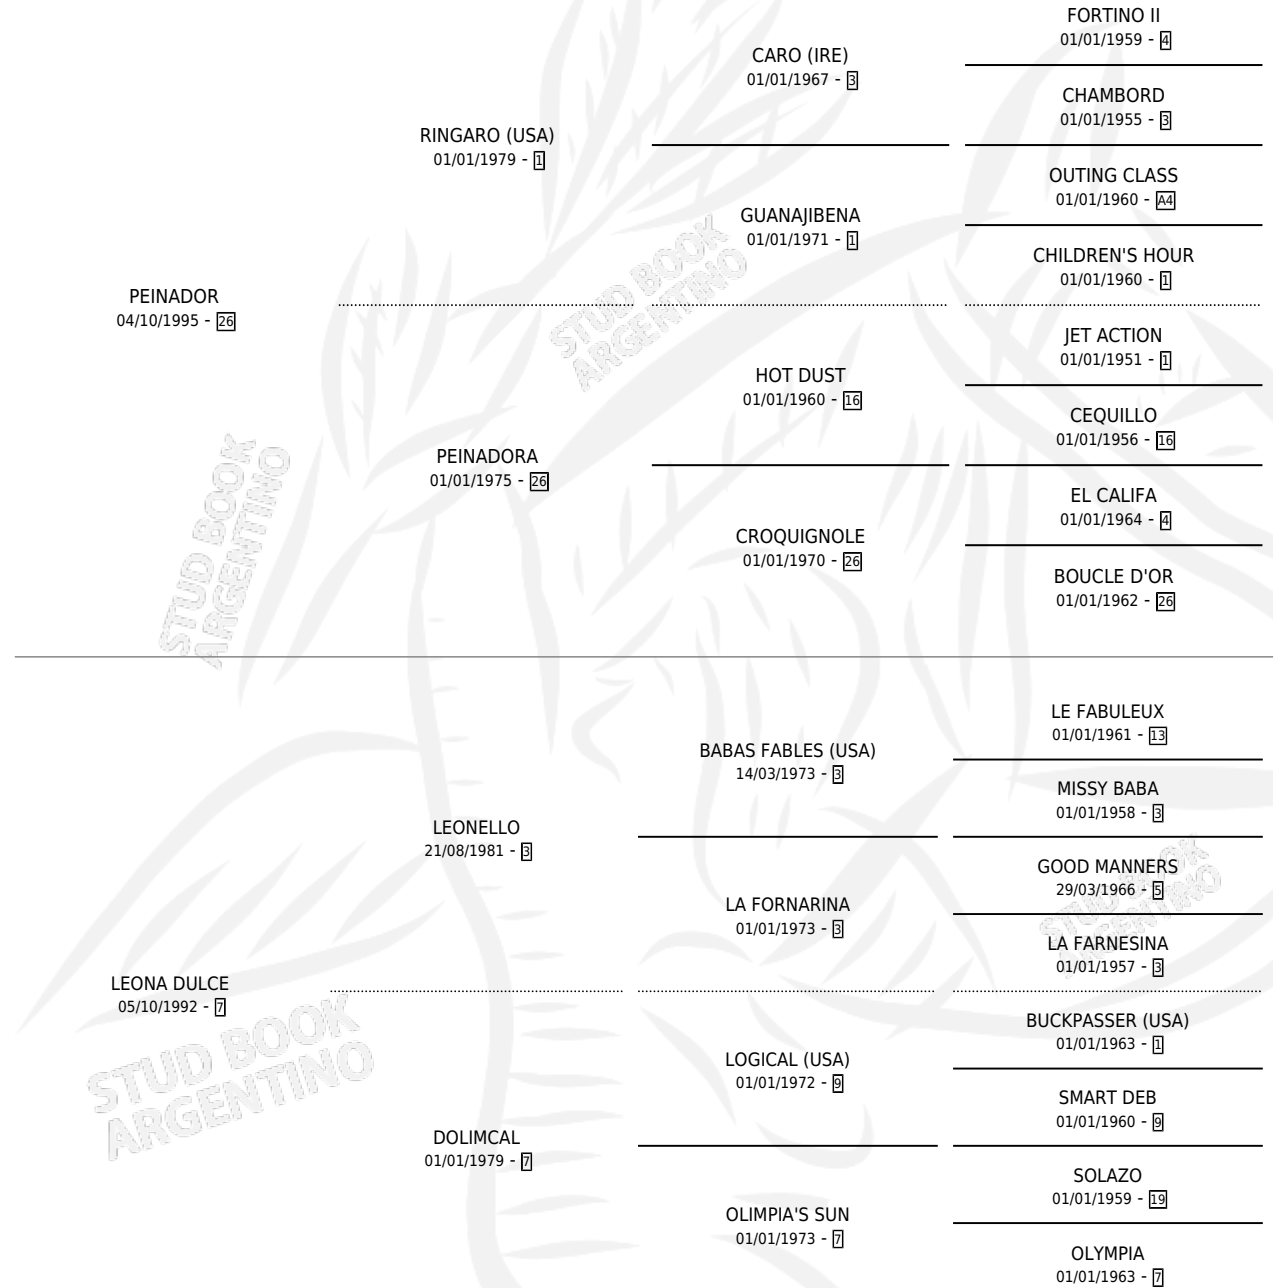 FORTINO II
01/01/1959 - 4
CARO (IRE)
01/01/1967 - 3
CHAMBORD
01/01/1955 - 3
RINGARO (USA)
01/01/1979 - 1
OUTING CLASS
01/01/1960 - A4
GUANAJIBENA
01/01/1971 - 1
CHILDREN'S HOUR
01/01/1960 - 1
PEINADOR
04/10/1995 - 26
JET ACTION
01/01/1951 - 1
HOT DUST
01/01/1960 - 16
CEQUILLO
01/01/1956 - 16
PEINADORA
01/01/1975 - 26
EL CALIFA
01/01/1964 - 4
CROQUIGNOLE
01/01/1970 - 26
BOUCLE D'OR
01/01/1962 - 26
STUD BOOK
ARGENTINO
STUD BOOK
ARGENTINO
LE FABULEUX
01/01/1961 - 13
BABAS FABLES (USA)
14/03/1973 - 3
MISSY BABA
01/01/1958 - 3
LEONELLO
21/08/1981 - 3
GOOD MANNERS
29/03/1966 - 5
LA FORNARINA
01/01/1973 - 3
LA FARNESINA
01/01/1957 - 3
LEONA DULCE
05/10/1992 - 7
BUCKPASSER (USA)
01/01/1963 - 1
LOGICAL (USA)
01/01/1972 - 9
SMART DEB
01/01/1960 - 9
DOLIMCAL
01/01/1979 - 7
SOLAZO
01/01/1959 - 19
OLIMPIA'S SUN
01/01/1973 - 7
OLYMPIA
01/01/1963 - 7
STUD BOOK
ARGENTINO
STUD BOOK
ARGENTINO